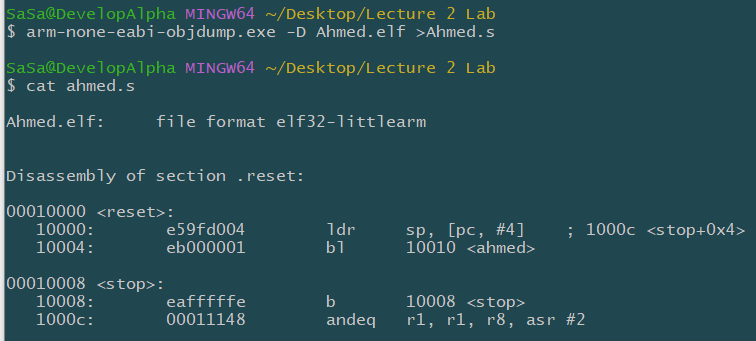 SaSa@DevelopAlpha MINGW64 ~/Desktop/Lecture 2 Lab
$ arm-none-eabi-objdump.exe -D Ahmed.elf >Ahmed.s
SaSa@DevelopAlpha MINGW64 ~/Desktop/Lecture 2 Lab
$ cat ahmed.s
Ahmed.elf:     file format elf32-littlearm
Disassembly of section .reset:
00010000 <reset>:
   10000:	e59fd004 	ldr	sp, [pc, #4]	; 1000c <stop+0x4>
   10004:	eb000001 	bl	10010 <ahmed>
00010008 <stop>:
   10008:	eafffffe 	b	10008 <stop>
   1000c:	00011148 	andeq	r1, r1, r8, asr #2